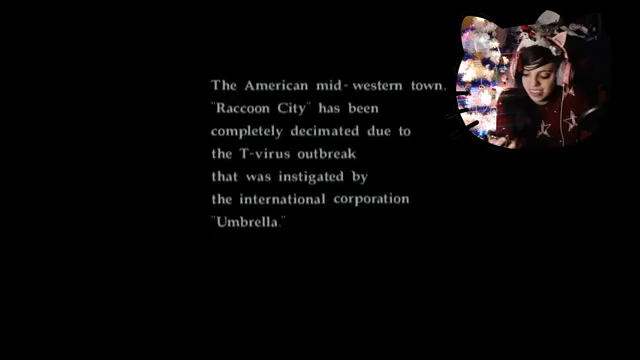 The American mid-western town.
"Raccoon City" has been
completely decimated due to
the T-virus outbreak
that was instigated by
the international corporation
"Umbrella."